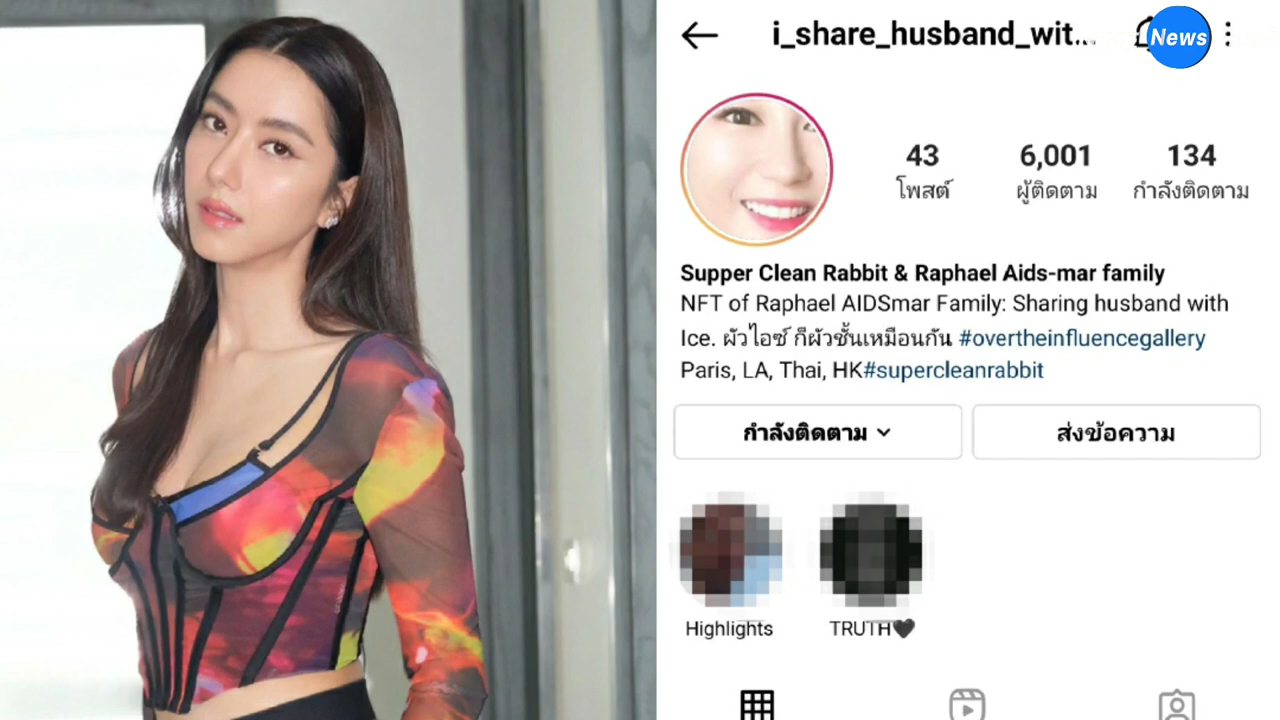 i_share_husband_wit...
News
43
6,001
134
โพสต์
ผู้ติดตาม
กำลังติดตาม
Supper Clean Rabbit & Raphael Aids-mar family
NFT of Raphael AIDSmar Family: Sharing husband with
Ice. ผัวไอซ์ ก็ผัวชั้นเหมือนกัน #overtheinfluencegallery
Paris, LA, Thai, HK#supercleanrabbit
กำลังติดตาม
ส่งข้อความ
Highlights
TRUTH🖤